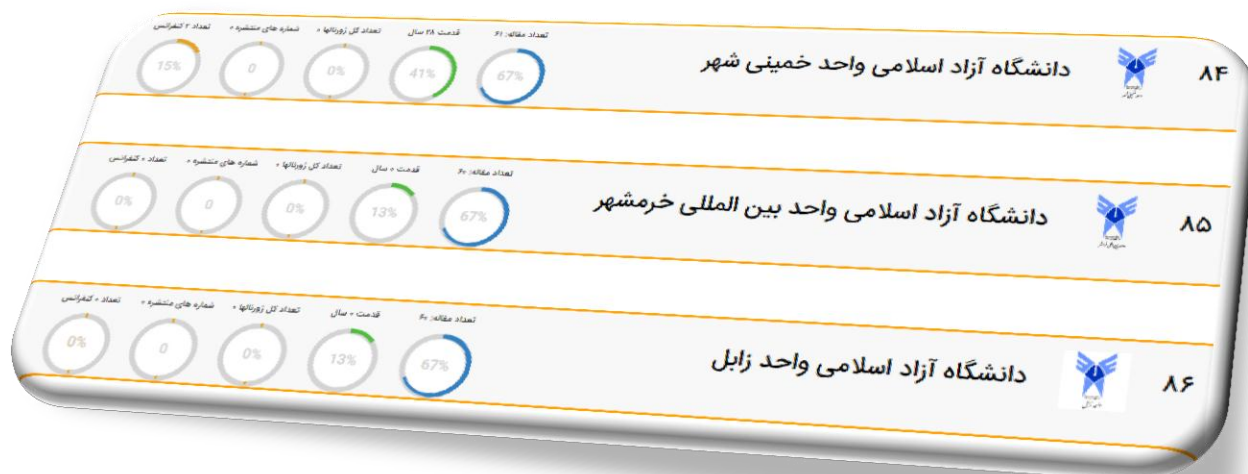 ۸۴
دانشگاه آزاد اسلامی واحد خمینی شهر
تعداد مقاله: ۶۱
67%
قدمت ۲۸ سال
41%
تعداد کل ژورنالها ۰
0%
شماره های منتشره ۰
0
تعداد ۲ کنفرانس
15%
۸۵
دانشگاه آزاد اسلامی واحد بین المللی خرمشهر
تعداد مقاله: ۶۰
67%
قدمت ۰ سال
13%
تعداد کل ژورنالها ۰
0%
شماره های منتشره ۰
0
تعداد ۰ کنفرانس
0%
۸۶
دانشگاه آزاد اسلامی واحد زابل
تعداد مقاله: ۶۰
67%
قدمت ۰ سال
13%
تعداد کل ژورنالها ۰
0%
شماره های منتشره ۰
0
تعداد ۰ کنفرانس
0%